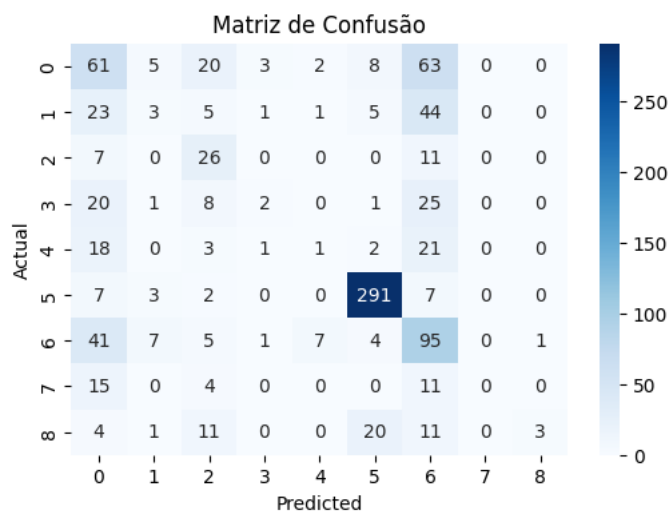 Matriz de Confusão
0 61 5 20 3 2 8 63 0 0
1 23 3 5 1 1 5 44 0 0
2 7 0 26 0 0 0 11 0 0
3 20 1 8 2 0 1 25 0 0
4 18 0 3 1 1 2 21 0 0
5 7 3 2 0 0 291 7 0 0
6 41 7 5 1 7 4 95 0 1
7 15 0 4 0 0 0 11 0 0
8 4 1 11 0 0 20 11 0 3
0 1 2 3 4 5 6 7 8
Actual
Predicted
250
200
150
100
50
0